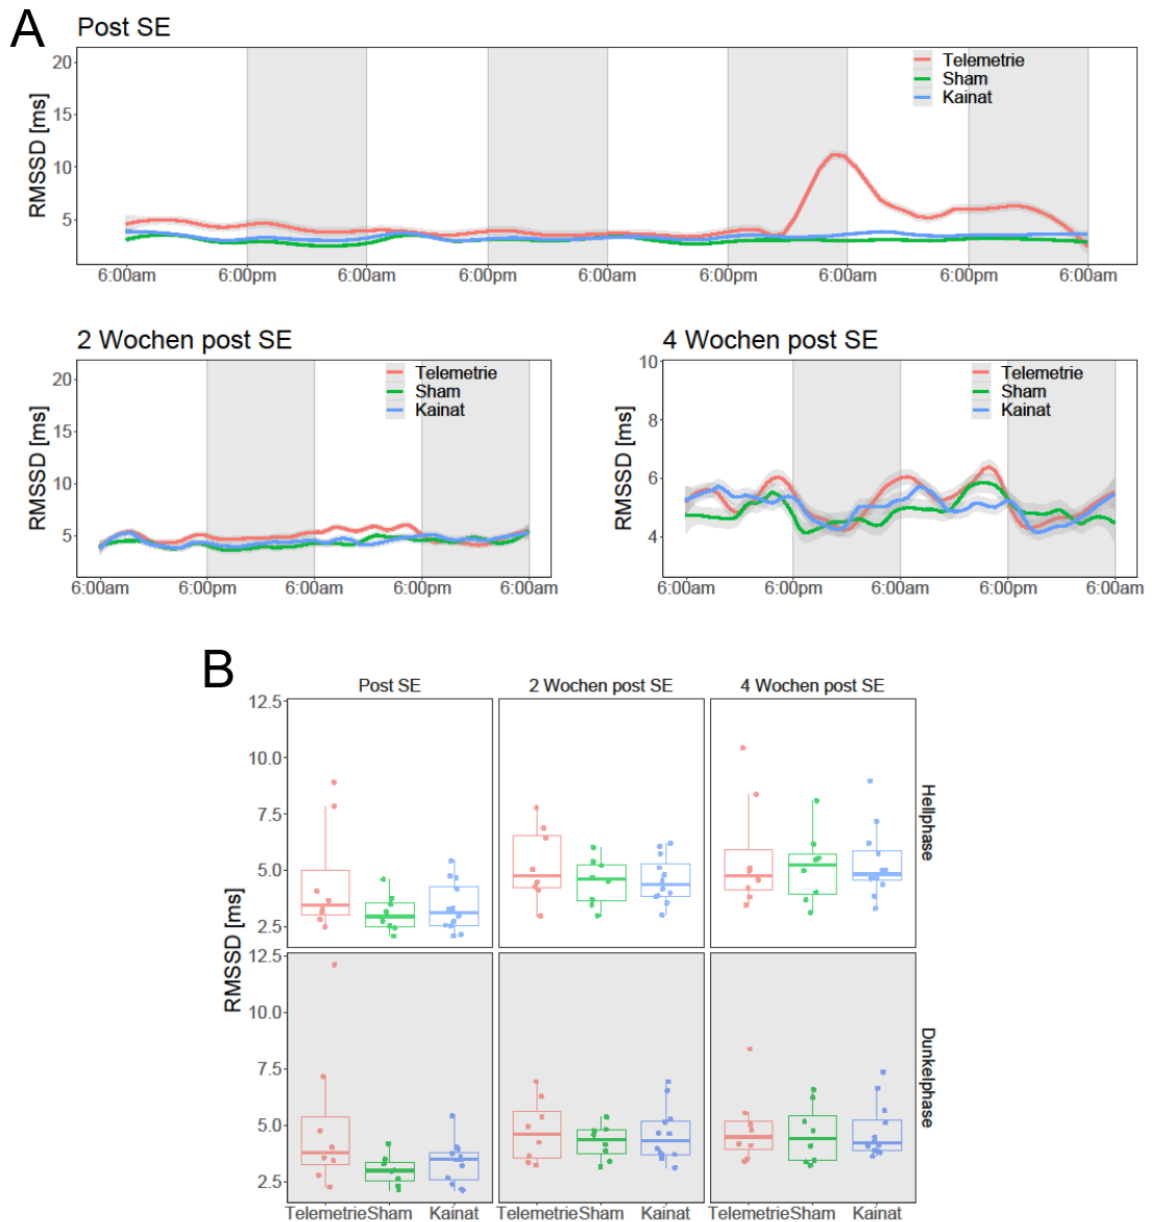 A
Post SE
RMSSD [ms]
20
15
10
5
Telemetrie
Sham
Kainat
6:00am 6:00pm 6:00am 6:00pm 6:00am 6:00pm 6:00am 6:00pm 6:00am
2 Wochen post SE
RMSSD [ms]
20
15
10
5
Telemetrie
Sham
Kainat
6:00am 6:00pm 6:00am 6:00pm 6:00am
4 Wochen post SE
RMSSD [ms]
10
8
6
4
Telemetrie
Sham
Kainat
6:00am 6:00pm 6:00am 6:00pm 6:00am
B
Post SE 2 Wochen post SE 4 Wochen post SE
RMSSD [ms]
12.5
10.0
7.5
5.0
2.5
Hellphase
12.5
10.0
7.5
5.0
2.5
Dunkelphase
Telemetrie Sham Kainat Telemetrie Sham Kainat Telemetrie Sham Kainat